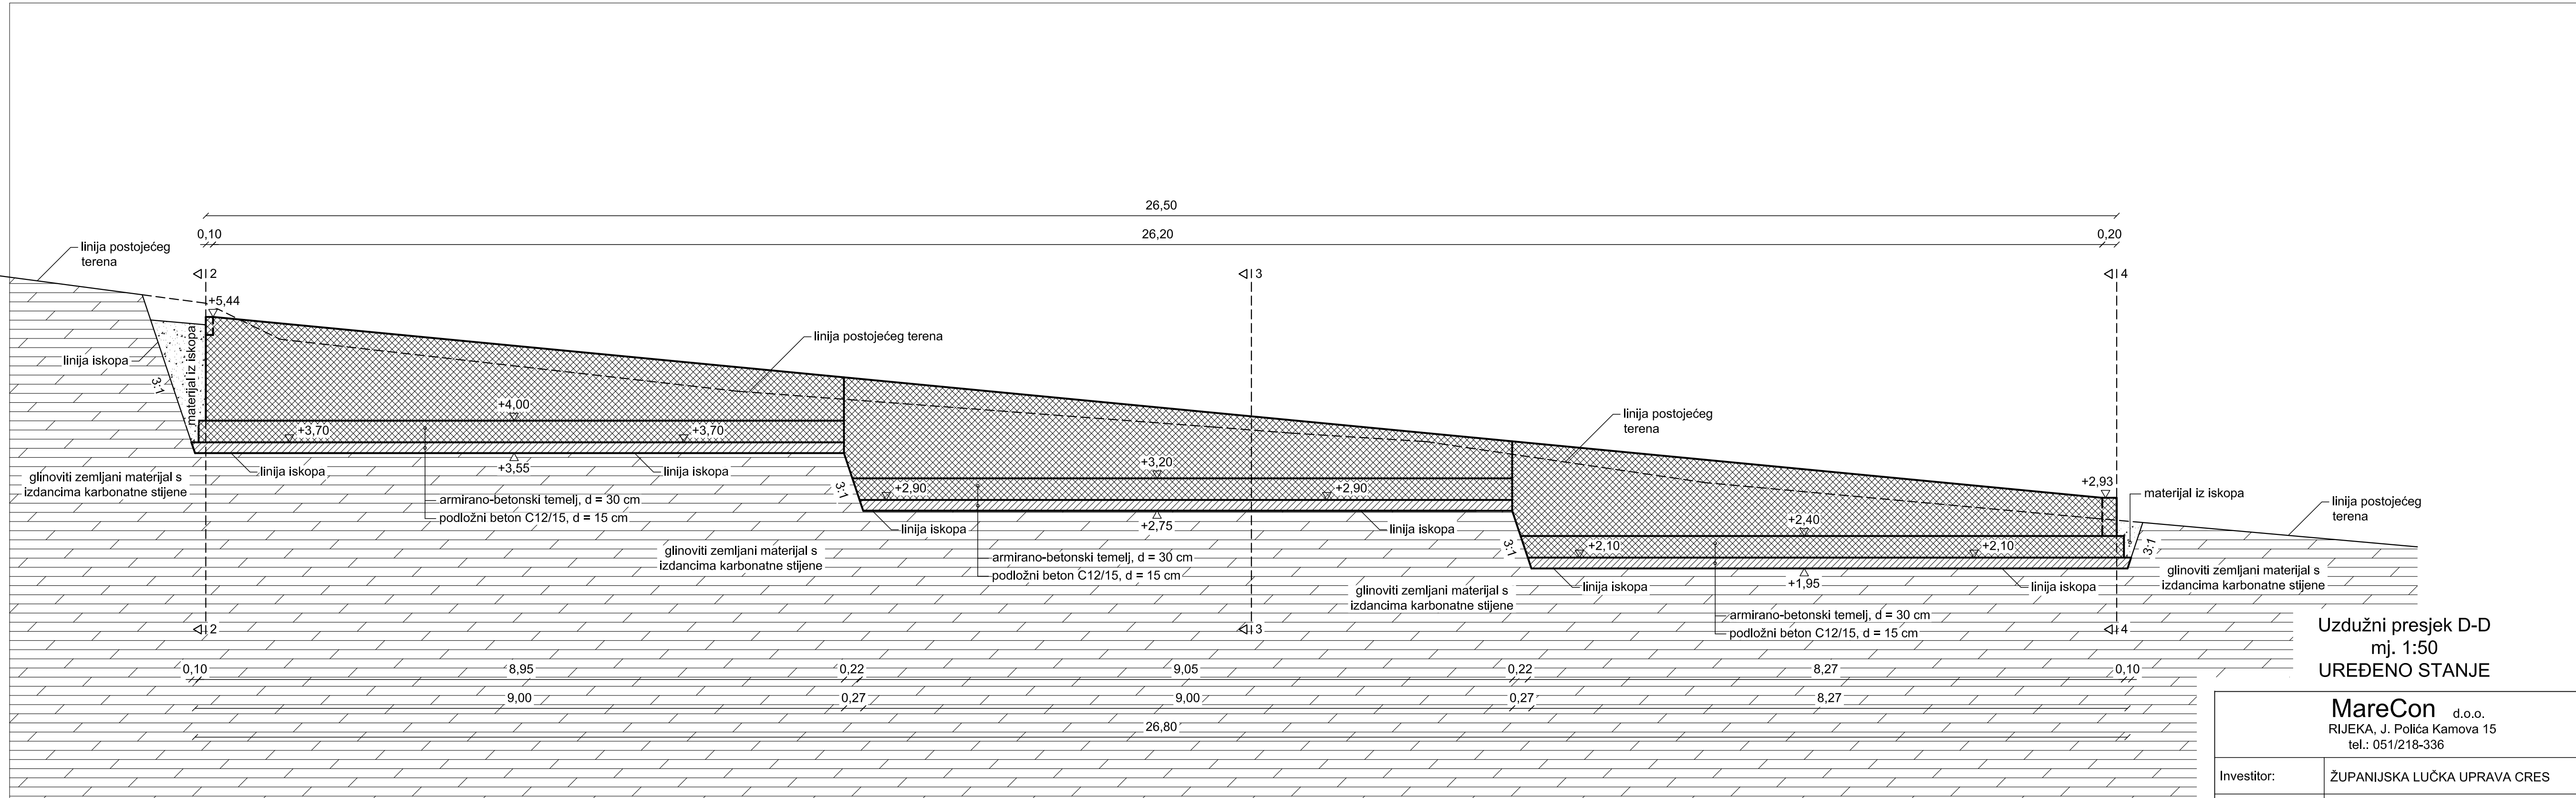 26,50
0,10
26,20
0,20
linija postojećeg
terena
2
3
4
+5,44
linija postojećeg terena
linija iskopa
3:1
materijal iz iskopa
+4,00
+3,70
+3,70
+3,55
linija iskopa
linija iskopa
glinoviti zemljani materijal s
izdancima karbonatne stijene
armirano-betonski temelj, d = 30 cm
podložni beton C12/15, d = 15 cm
linija postojećeg
terena
+3,20
+2,90
+2,90
+2,75
3:1
linija iskopa
linija iskopa
glinoviti zemljani materijal s
izdancima karbonatne stijene
armirano-betonski temelj, d = 30 cm
podložni beton C12/15, d = 15 cm
+2,93
materijal iz iskopa
linija postojećeg
terena
+2,40
+2,10
+2,10
+1,95
3:1
3:1
linija iskopa
linija iskopa
glinoviti zemljani materijal s
izdancima karbonatne stijene
glinoviti zemljani materijal s
izdancima karbonatne stijene
armirano-betonski temelj, d = 30 cm
podložni beton C12/15, d = 15 cm
2
3
4
0,10
8,95
0,22
9,05
0,22
8,27
0,10
9,00
0,27
9,00
0,27
8,27
26,80
Uzdužni presjek D-D
mj. 1:50
UREĐENO STANJE
MareCon d.o.o.
RIJEKA, J. Polića Kamova 15
tel.: 051/218-336
Investitor:
ŽUPANIJSKA LUČKA UPRAVA CRES